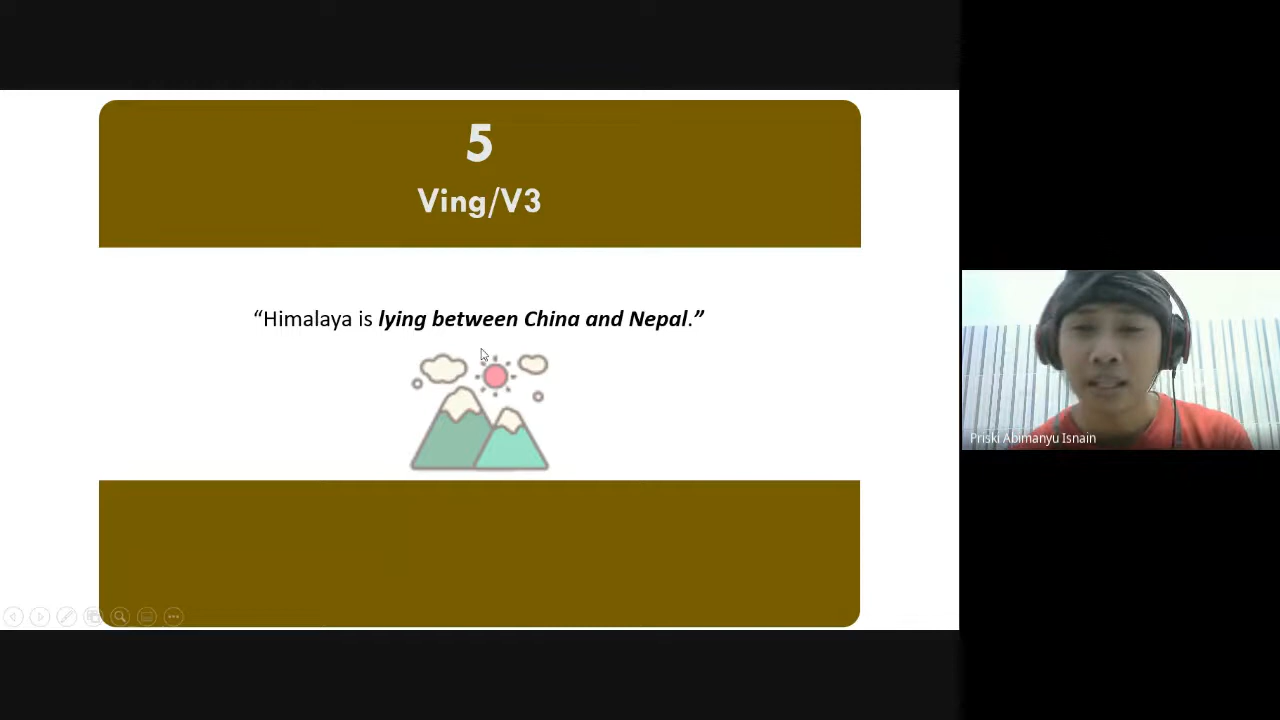 5
Ving/V3
“Himalaya is lying between China and Nepal.”
Priski Abimanyu Isnain